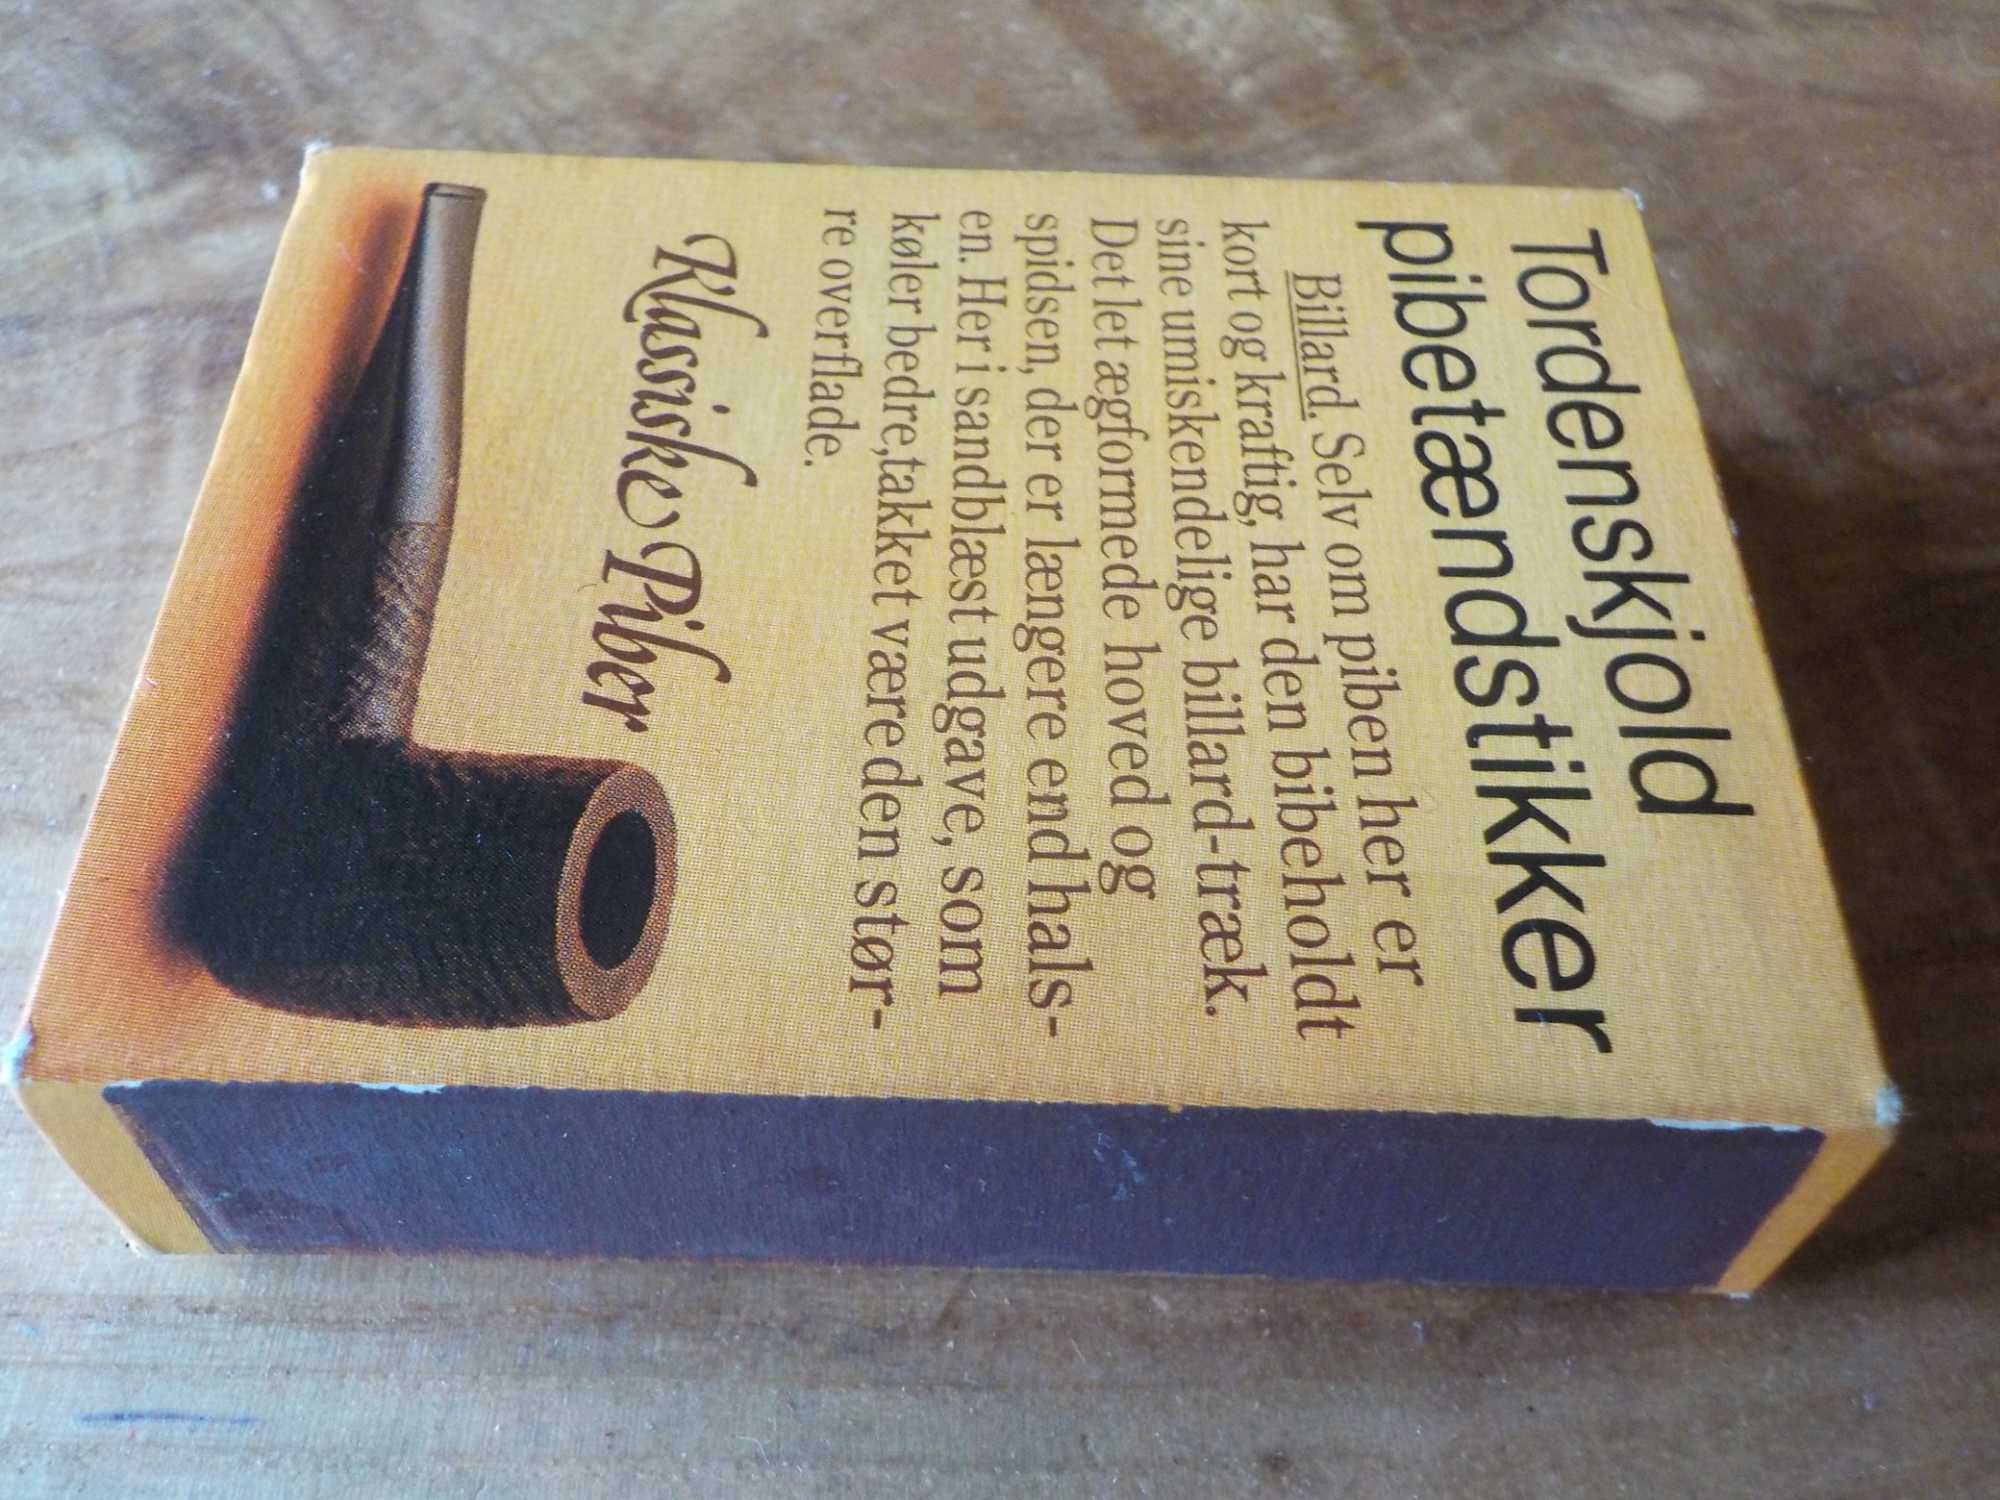 Tordenskjold
pibetændstikker
Billard. Selv om piben her er
kort og kraftig, har den bibeholdt
sine umiskendelige billard-træk.
Det let ægformede hoved og
spidsen, der er længere end hals-
en. Her i sandblæst udgave, som
køler bedre, takket være den stør-
re overflade.
Klassiske Piber